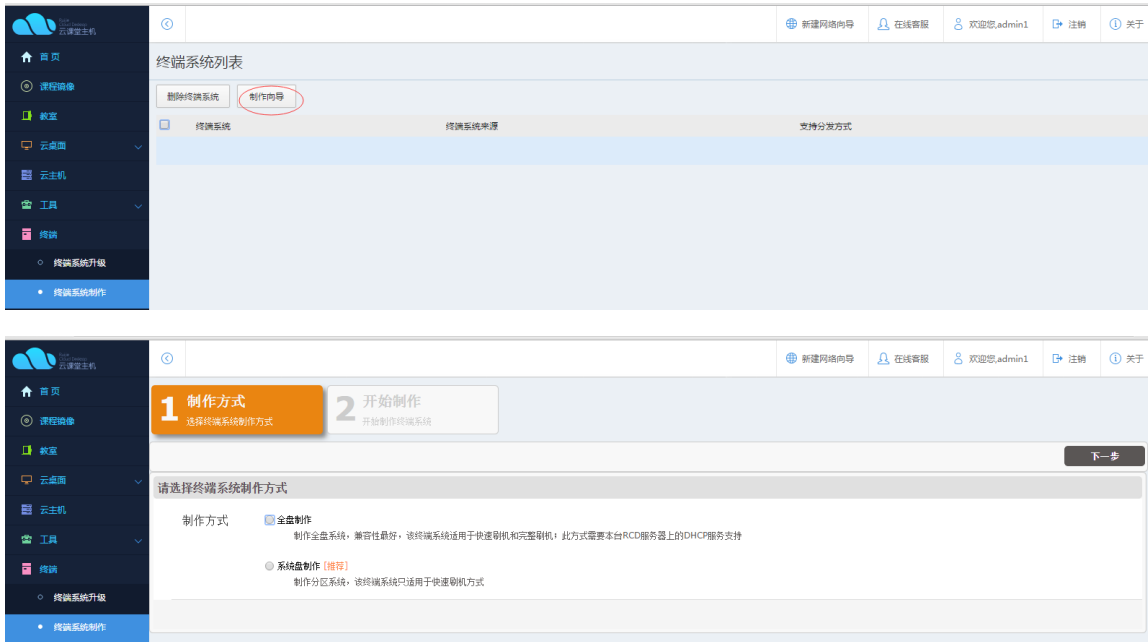 云课堂主机
新建网络向导 在线客服 欢迎您,admin1 注销 关于
首页
终端系统列表
课程镜像
删除终端系统 制作向导
教室
终端系统 终端系统来源 支持分发方式
云桌面
云主机
工具
终端
终端系统升级
终端系统制作
云课堂主机
新建网络向导 在线客服 欢迎您,admin1 注销 关于
首页
1 制作方式
选择终端系统制作方式
2 开始制作
开始制作终端系统
课程镜像
教室
下一步
云桌面
请选择终端系统制作方式
云主机
制作方式 全盘制作
制作全盘系统，兼容性最好，该终端系统适用于快速刷机和完整刷机；此方式需要本台RCD服务器上的DHCP服务支持
工具
终端
系统盘制作 [推荐]
制作分区系统，该终端系统只适用于快速刷机方式
终端系统升级
终端系统制作